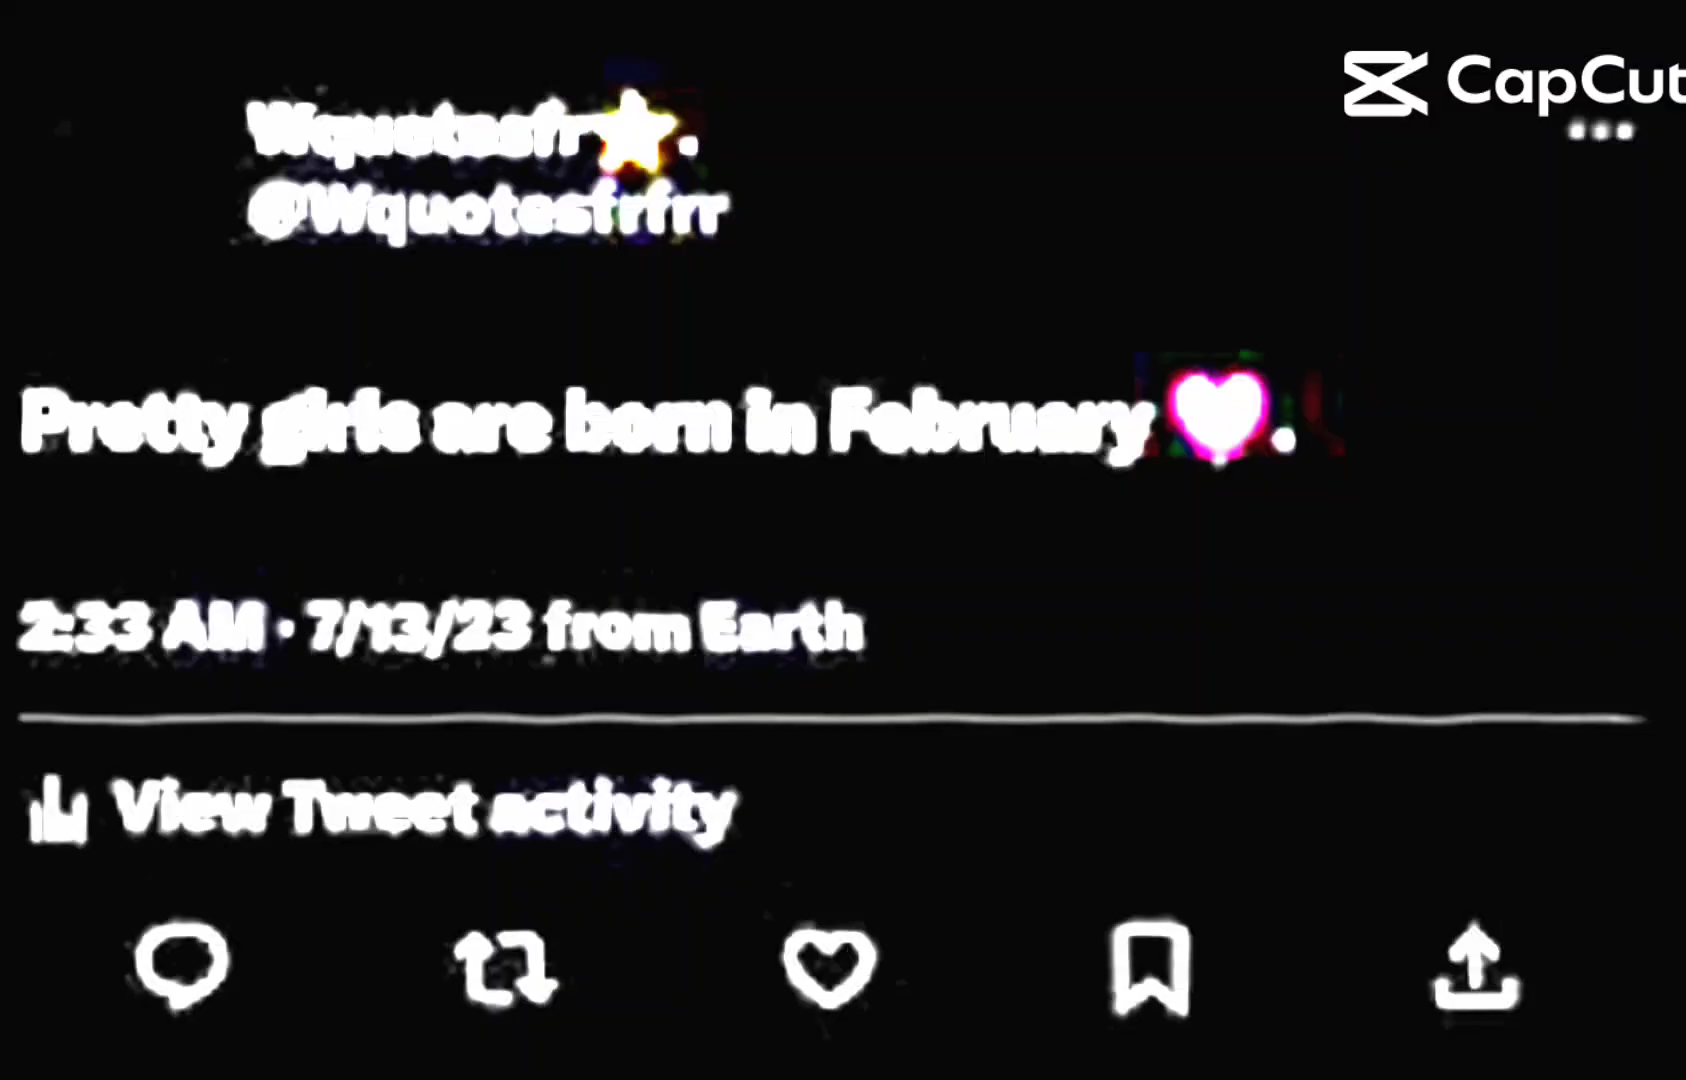 CapCut
Wquotesfr⭐.
@Wquotesfrfrr
Pretty girls are born in February🩷.
2:33 AM · 7/13/23 from Earth
View Tweet activity